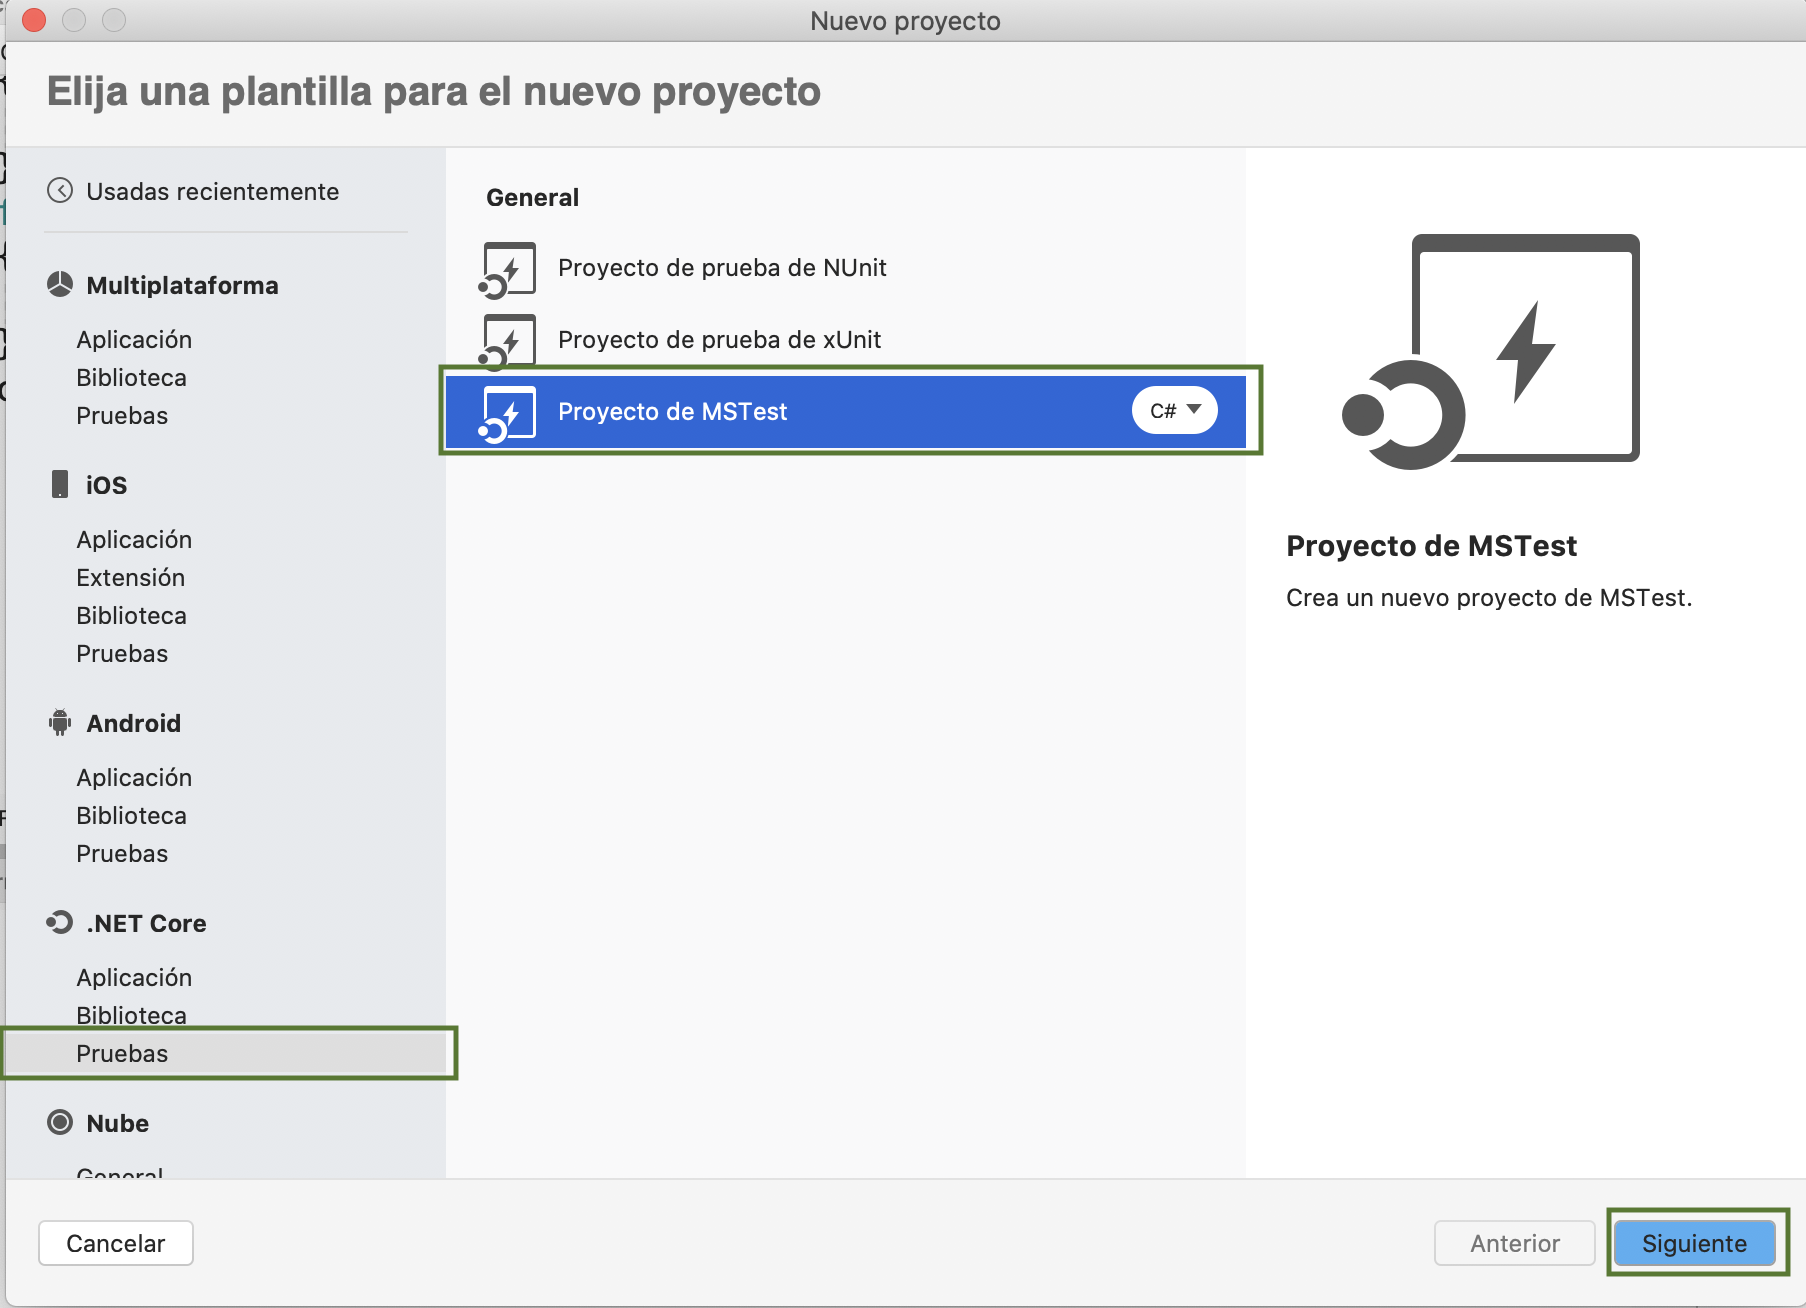 Nuevo proyecto
Elija una plantilla para el nuevo proyecto
Usadas recientemente
Multiplataforma
Aplicación
Biblioteca
Pruebas
iOS
Aplicación
Extensión
Biblioteca
Pruebas
Android
Aplicación
Biblioteca
Pruebas
.NET Core
Aplicación
Biblioteca
Pruebas
Nube
General
General
Proyecto de prueba de NUnit
Proyecto de prueba de xUnit
Proyecto de MSTest C#
Proyecto de MSTest
Crea un nuevo proyecto de MSTest.
Cancelar
Anterior
Siguiente